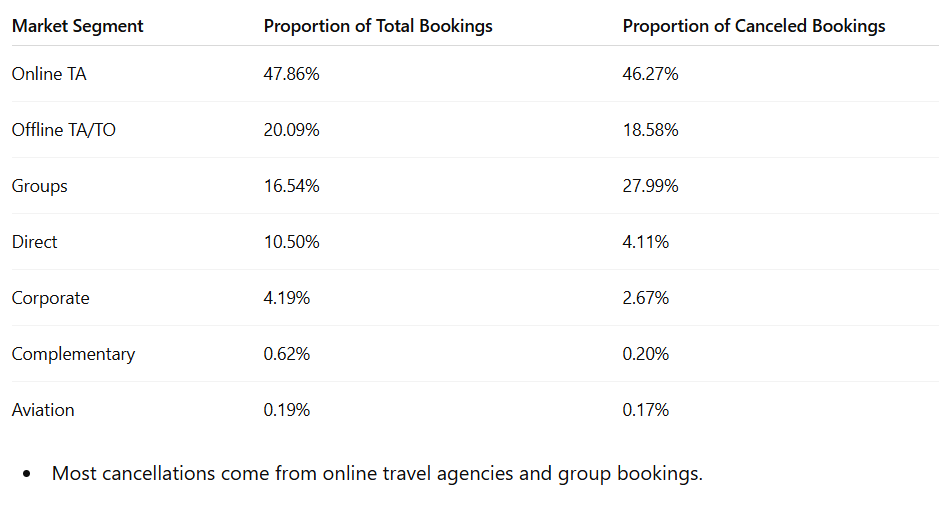 Market Segment Proportion of Total Bookings Proportion of Canceled Bookings
Online TA 47.86% 46.27%
Offline TA/TO 20.09% 18.58%
Groups 16.54% 27.99%
Direct 10.50% 4.11%
Corporate 4.19% 2.67%
Complementary 0.62% 0.20%
Aviation 0.19% 0.17%
• Most cancellations come from online travel agencies and group bookings.